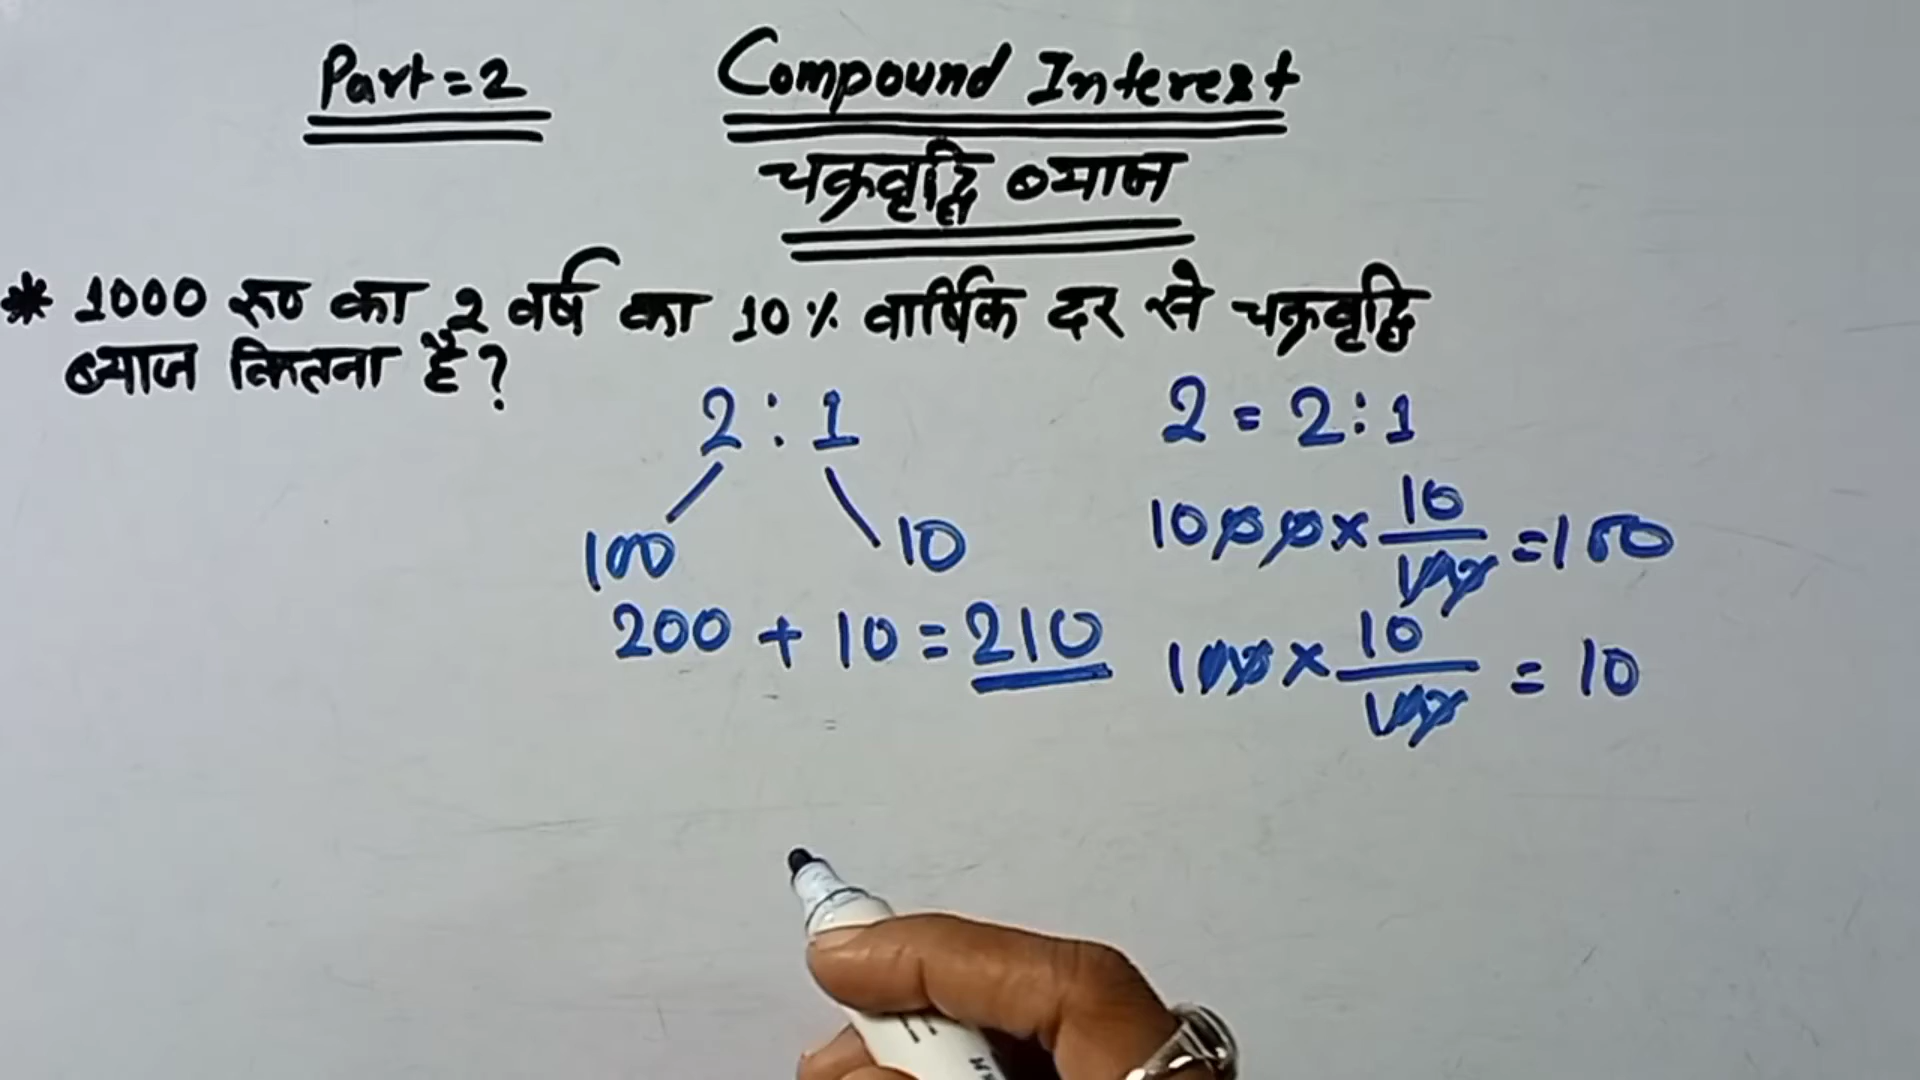 Part = 2
Compound Interest
चक्रवृद्धि ब्याज
* 1000 रु० का 2 वर्ष का 10% वार्षिक दर से चक्रवृद्धि
ब्याज कितना है?
2 : 1
100 10
200 + 10 = 210
2 = 2 : 1
1000 × 10/100 = 100
100 × 10/100 = 10